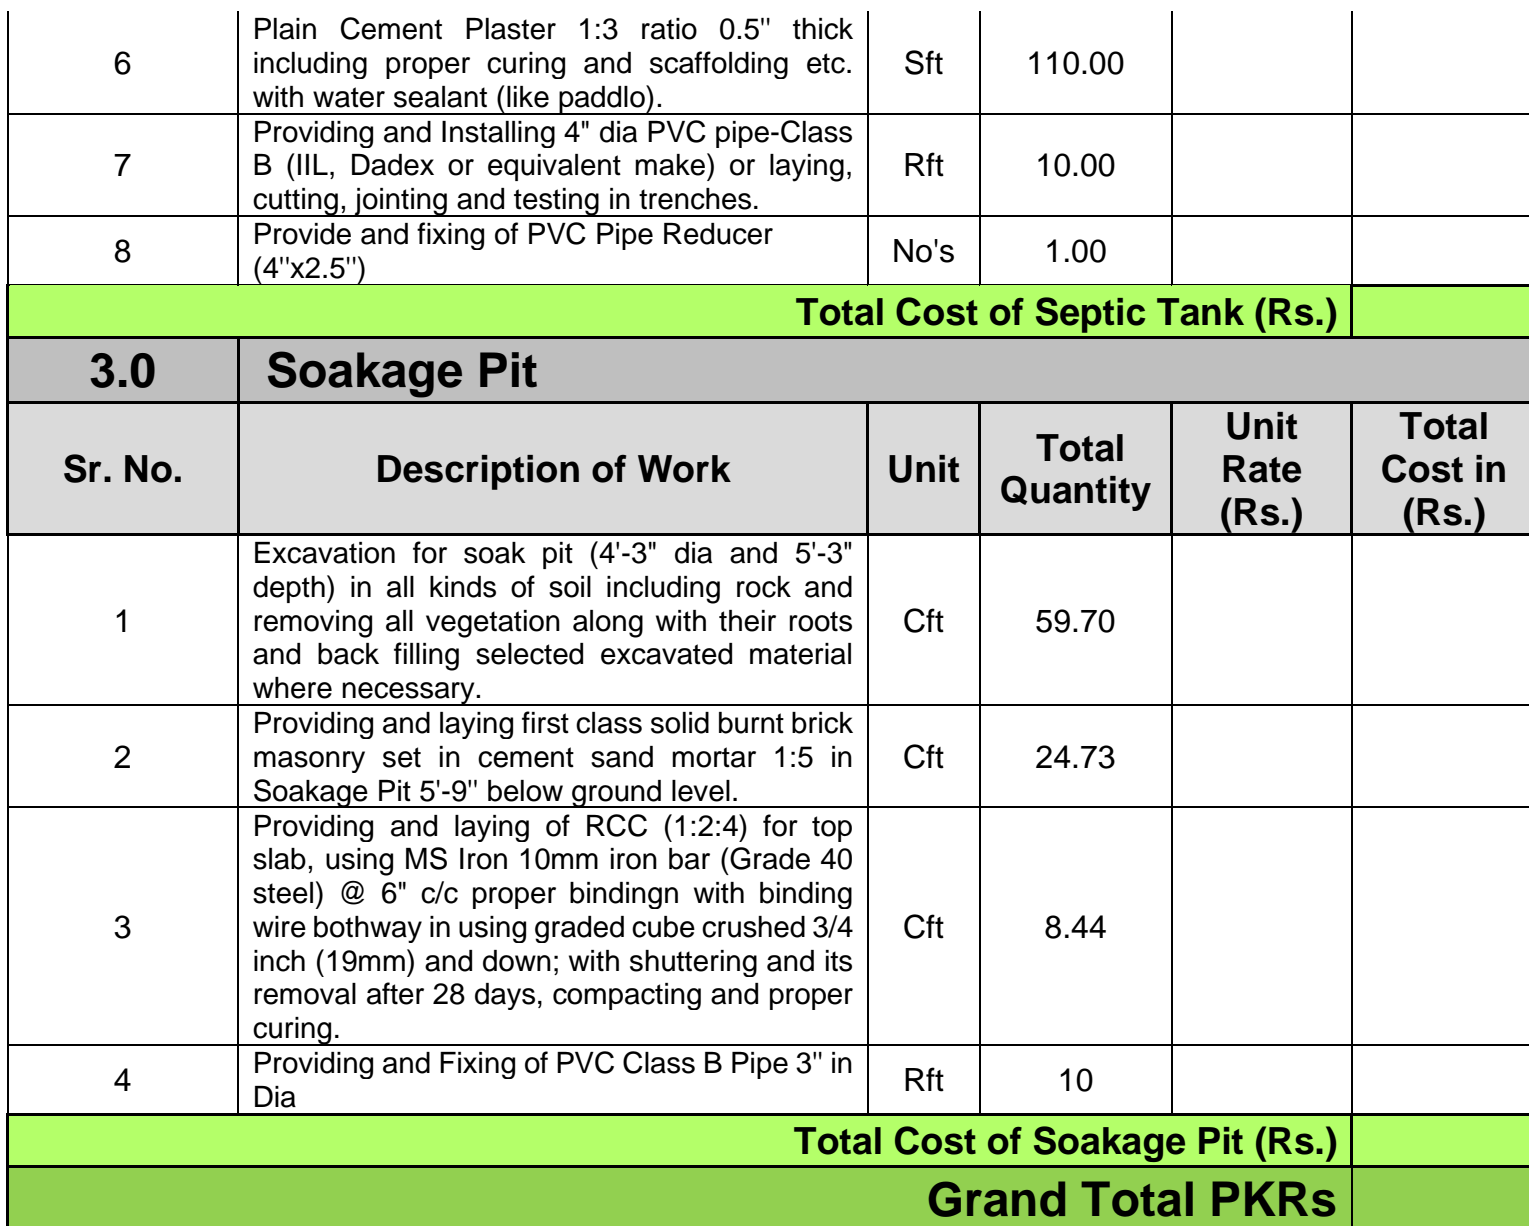 6
Plain Cement Plaster 1:3 ratio 0.5" thick
including proper curing and scaffolding etc.
with water sealant (like paddlo).
Sft
110.00
7
Providing and Installing 4" dia PVC pipe-Class
B (IIL, Dadex or equivalent make) or laying,
cutting, jointing and testing in trenches.
Rft
10.00
8
Provide and fixing of PVC Pipe Reducer
(4"x2.5")
No's
1.00
Total Cost of Septic Tank (Rs.)
3.0
Soakage Pit
Sr. No.
Description of Work
Unit
Total
Quantity
Unit
Rate
(Rs.)
Total
Cost in
(Rs.)
1
Excavation for soak pit (4'-3" dia and 5'-3"
depth) in all kinds of soil including rock and
removing all vegetation along with their roots
and back filling selected excavated material
where necessary.
Cft
59.70
2
Providing and laying first class solid burnt brick
masonry set in cement sand mortar 1:5 in
Soakage Pit 5'-9" below ground level.
Cft
24.73
3
Providing and laying of RCC (1:2:4) for top
slab, using MS Iron 10mm iron bar (Grade 40
steel) @ 6" c/c proper bindingn with binding
wire bothway in using graded cube crushed 3/4
inch (19mm) and down; with shuttering and its
removal after 28 days, compacting and proper
curing.
Cft
8.44
4
Providing and Fixing of PVC Class B Pipe 3" in
Dia
Rft
10
Total Cost of Soakage Pit (Rs.)
Grand Total PKRs